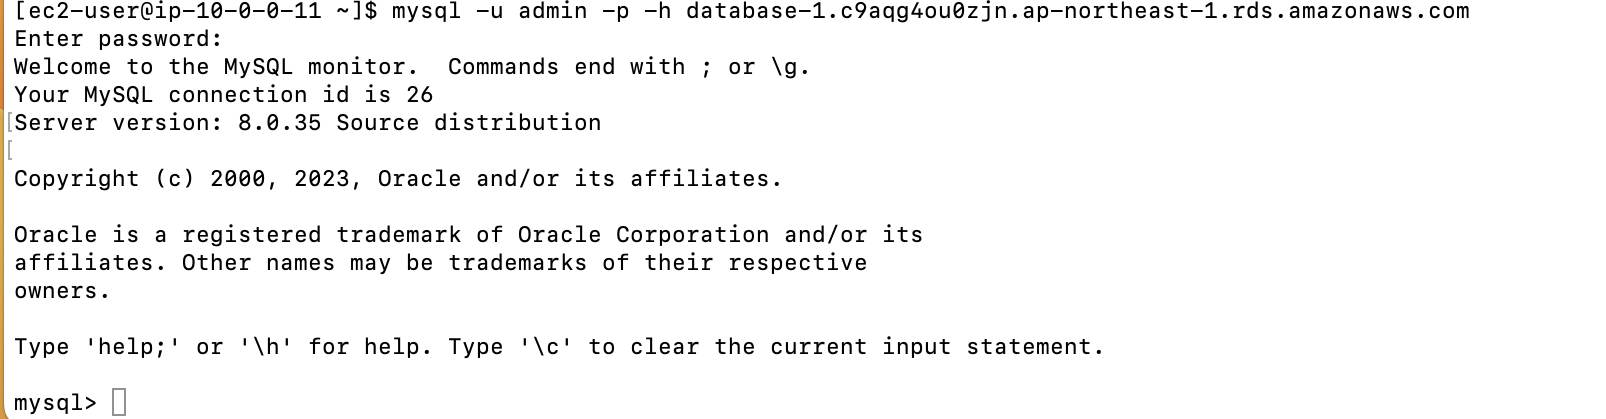 [ec2-user@ip-10-0-0-11 ~]$ mysql -u admin -p -h database-1.c9aqg4ou0zjn.ap-northeast-1.rds.amazonaws.com
Enter password:
Welcome to the MySQL monitor.  Commands end with ; or \g.
Your MySQL connection id is 26
[Server version: 8.0.35 Source distribution
[
Copyright (c) 2000, 2023, Oracle and/or its affiliates.
Oracle is a registered trademark of Oracle Corporation and/or its
affiliates. Other names may be trademarks of their respective
owners.
Type 'help;' or '\h' for help. Type '\c' to clear the current input statement.
mysql>